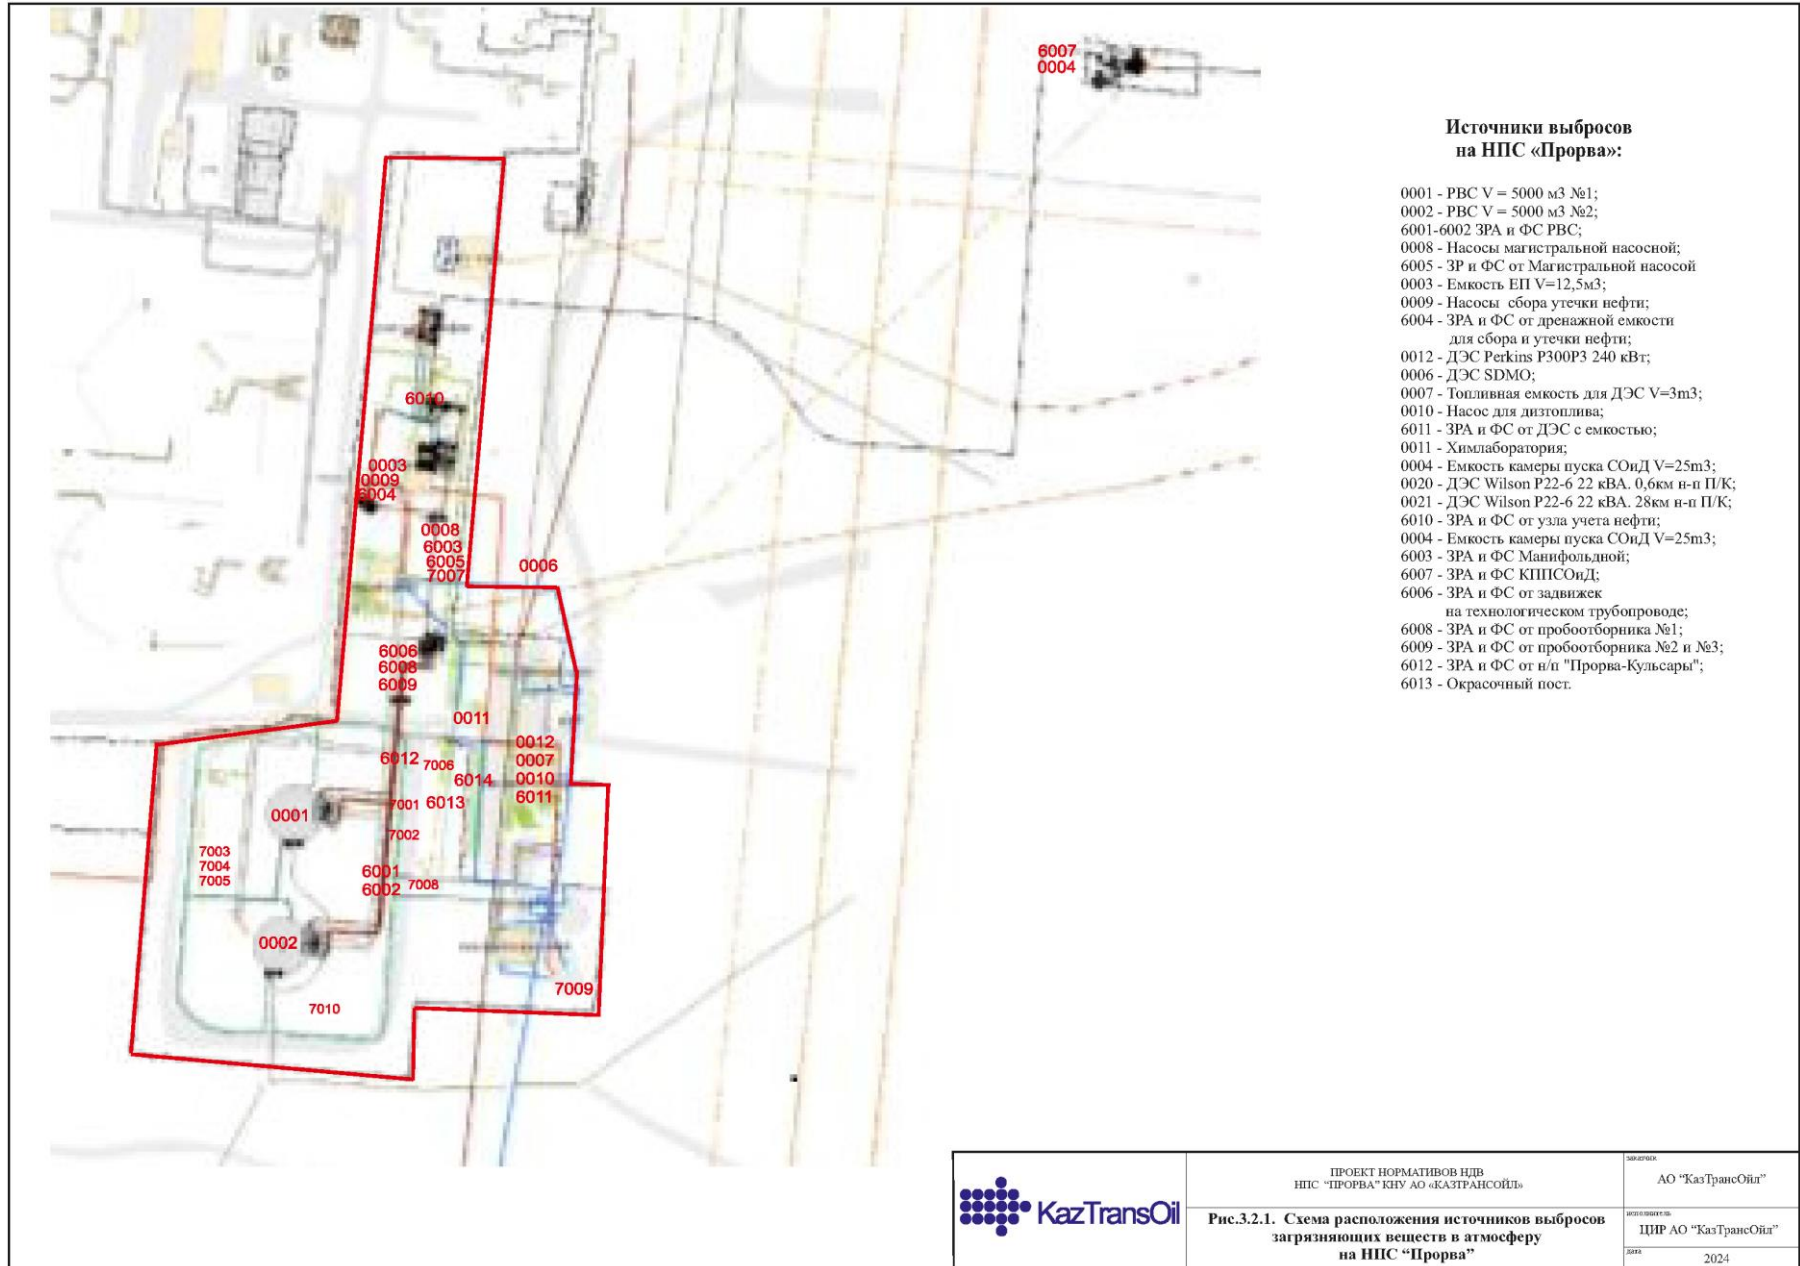 6007
0004
Источники выбросов
на НПС «Прорва»:
0001 - РВС V = 5000 м3 №1;
0002 - РВС V = 5000 м3 №2;
6001-6002 ЗРА и ФС РВС;
0008 - Насосы магистральной насосной;
6005 - ЗР и ФС от Магистральной насосой
0003 - Емкость ЕП V=12,5м3;
0009 - Насосы сбора утечки нефти;
6004 - ЗРА и ФС от дренажной емкости
для сбора и утечки нефти;
0012 - ДЭС Perkins P300P3 240 кВт;
0006 - ДЭС SDMO;
0007 - Топливная емкость для ДЭС V=3m3;
0010 - Насос для дизтоплива;
6011 - ЗРА и ФС от ДЭС с емкостью;
0011 - Химлаборатория;
0004 - Емкость камеры пуска СОиД V=25m3;
0020 - ДЭС Wilson P22-6 22 кВА. 0,6км н-п П/К;
0021 - ДЭС Wilson P22-6 22 кВА. 28км н-п П/К;
6010 - ЗРА и ФС от узла учета нефти;
0004 - Емкость камеры пуска СОиД V=25m3;
6003 - ЗРА и ФС Манифольдной;
6007 - ЗРА и ФС КППСОиД;
6006 - ЗРА и ФС от задвижек
на технологическом трубопроводе;
6008 - ЗРА и ФС от пробоотборника №1;
6009 - ЗРА и ФС от пробоотборника №2 и №3;
6012 - ЗРА и ФС от н/п "Прорва-Кульсары";
6013 - Окрасочный пост.
6010
0003
0009
6004
0008
6003
6005
7007
0006
6006
6008
6009
0011
0012
0007
0010
6011
6012
7006
6014
7001
6013
7002
0001
7003
7004
7005
6001
6002
7008
0002
7009
7010
KazTransOil
ПРОЕКТ НОРМАТИВОВ НДВ
НПС "ПРОРВА" КНУ АО «КАЗТРАНСОЙЛ»
Рис.3.2.1. Схема расположения источников выбросов
загрязняющих веществ в атмосферу
на НПС "Прорва"
заказчик
АО "КазТрансОйл"
исполнитель
ЦИР АО "КазТрансОйл"
дата
2024